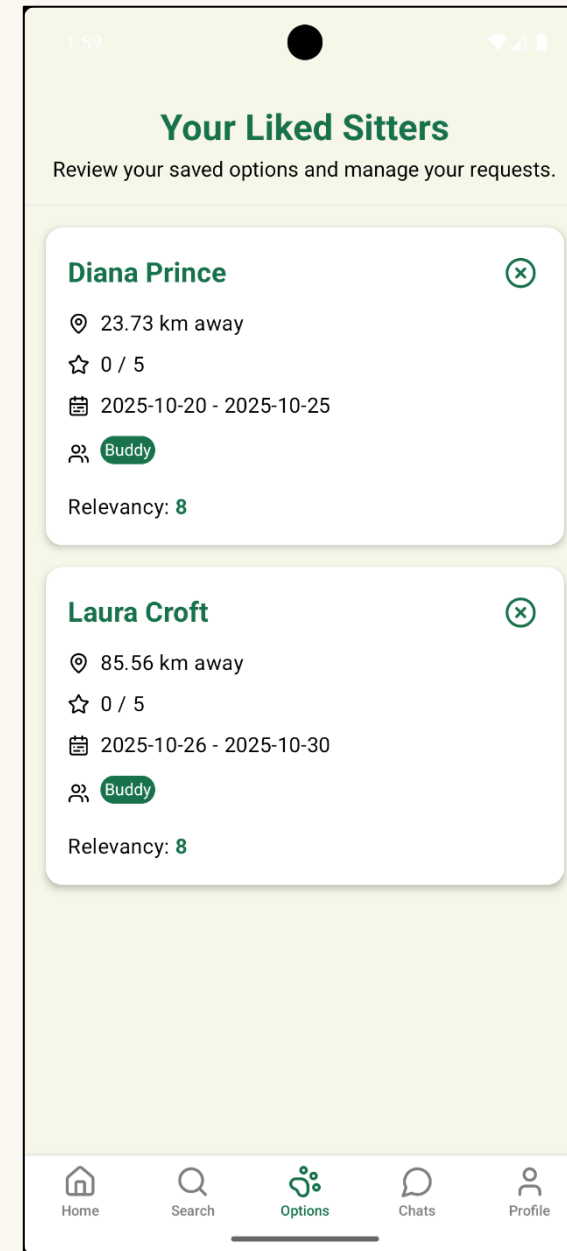 1:59
Your Liked Sitters
Review your saved options and manage your requests.
Diana Prince
23.73 km away
0 / 5
2025-10-20 - 2025-10-25
Buddy
Relevancy: 8
Laura Croft
85.56 km away
0 / 5
2025-10-26 - 2025-10-30
Buddy
Relevancy: 8
Home Search Options Chats Profile